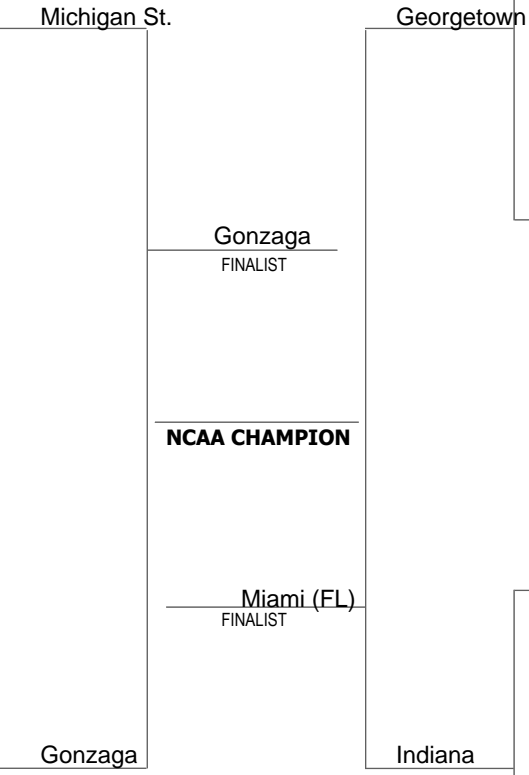 Michigan St.
Georgetown
Gonzaga
FINALIST
NCAA CHAMPION
Miami (FL)
FINALIST
Gonzaga
Indiana